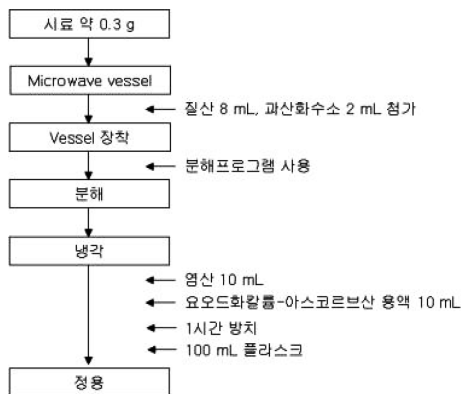 시료 약 0.3 g
Microwave vessel
질산 8 mL, 과산화수소 2 mL 첨가
Vessel 장착
분해프로그램 사용
분해
냉각
염산 10 mL
요오드화칼륨-아스코르브산 용액 10 mL
1시간 방치
100 mL 플라스크
정용